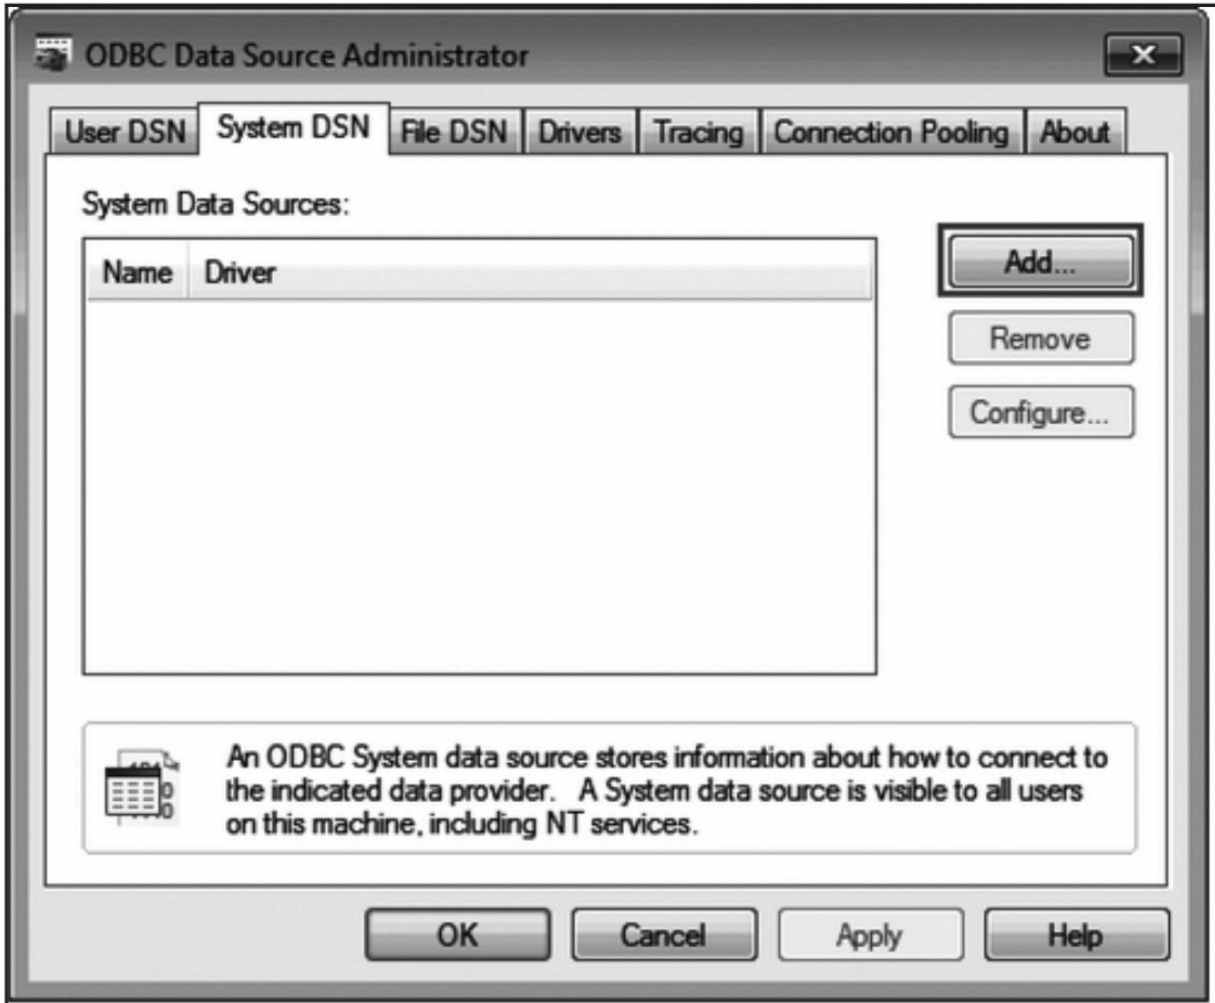 ODBC Data Source Administrator
User DSN
System DSN
File DSN
Drivers
Tracing
Connection Pooling
About
System Data Sources:
Name
Driver
Add...
Remove
Configure...
An ODBC System data source stores information about how to connect to
the indicated data provider. A System data source is visible to all users
on this machine, including NT services.
OK
Cancel
Apply
Help